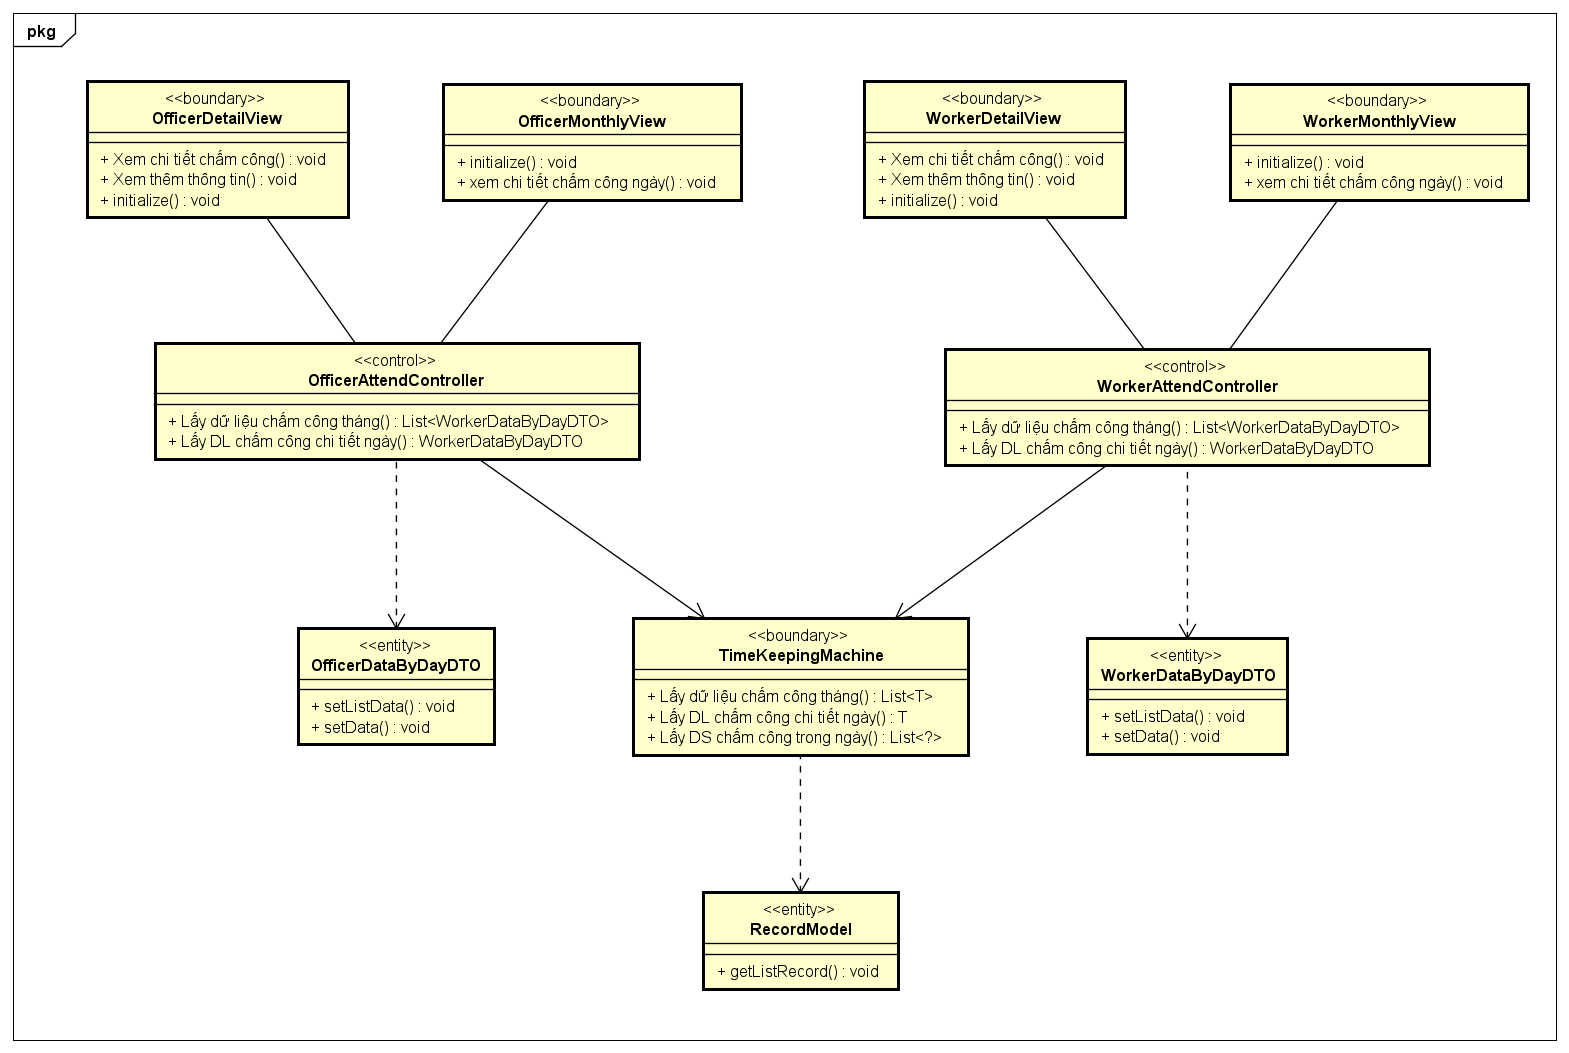 pkg
<<boundary>>
OfficerDetailView
+ Xem chi tiết chấm công() : void
+ Xem thêm thông tin() : void
+ initialize() : void
<<boundary>>
OfficerMonthlyView
+ initialize() : void
+ xem chi tiết chấm công ngày() : void
<<boundary>>
WorkerDetailView
+ Xem chi tiết chấm công() : void
+ Xem thêm thông tin() : void
+ initialize() : void
<<boundary>>
WorkerMonthlyView
+ initialize() : void
+ xem chi tiết chấm công ngày() : void
<<control>>
OfficerAttendController
+ Lấy dữ liệu chấm công tháng() : List<WorkerDataByDayDTO>
+ Lấy DL chấm công chi tiết ngày() : WorkerDataByDayDTO
<<control>>
WorkerAttendController
+ Lấy dữ liệu chấm công tháng() : List<WorkerDataByDayDTO>
+ Lấy DL chấm công chi tiết ngày() : WorkerDataByDayDTO
<<entity>>
OfficerDataByDayDTO
+ setListData() : void
+ setData() : void
<<boundary>>
TimeKeepingMachine
+ Lấy dữ liệu chấm công tháng() : List<T>
+ Lấy DL chấm công chi tiết ngày() : T
+ Lấy DS chấm công trong ngày() : List<?>
<<entity>>
WorkerDataByDayDTO
+ setListData() : void
+ setData() : void
<<entity>>
RecordModel
+ getListRecord() : void